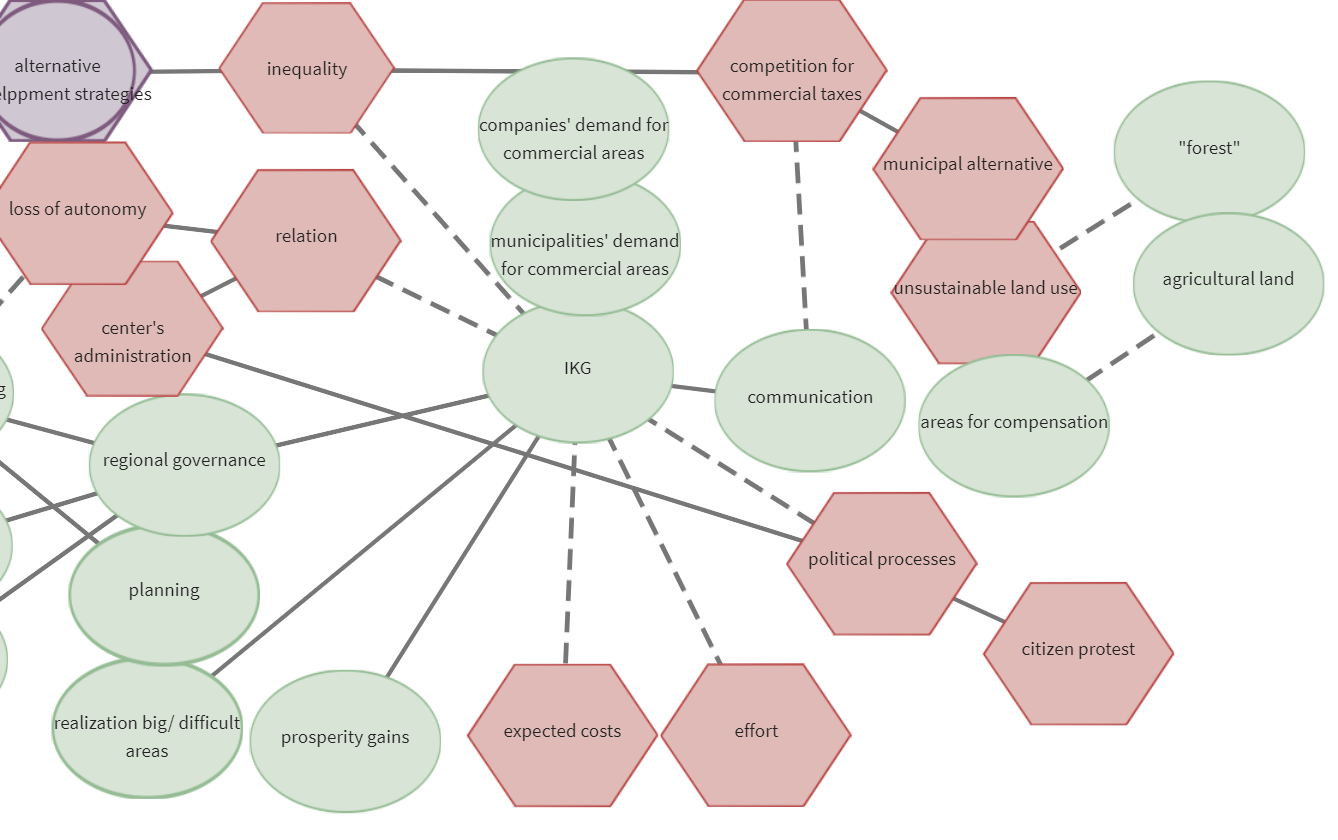 alternative
elppment strategies
inequality
companies' demand for
commercial areas
competition for
commercial taxes
municipal alternative
"forest"
loss of autonomy
relation
municipalities' demand
for commercial areas
unsustainable land use
agricultural land
center's
administration
IKG
communication
areas for compensation
g
regional governance
planning
political processes
citizen protest
realization big/ difficult
areas
prosperity gains
expected costs
effort